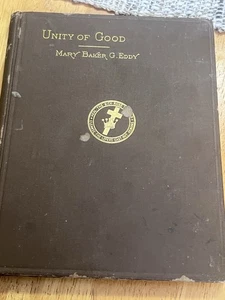 UNITY OF GOOD
MARY BAKER G. EDDY